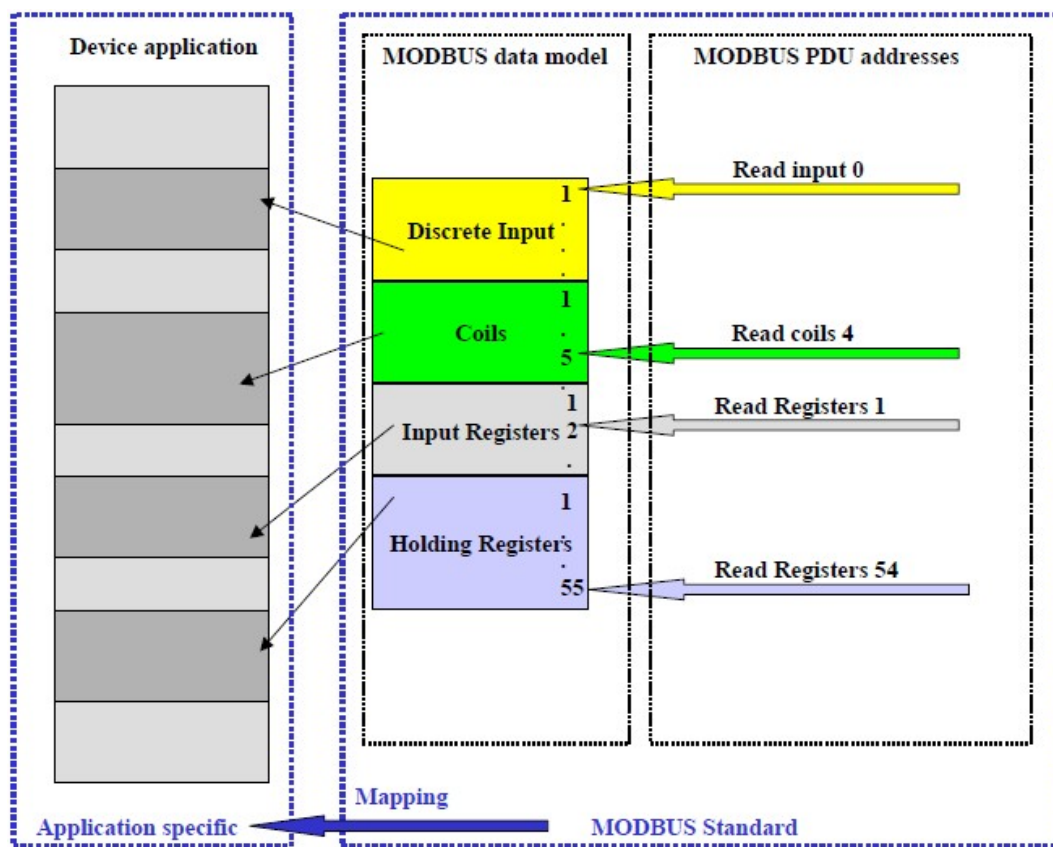 Device application
MODBUS data model
MODBUS PDU addresses
Read input 0
1
.
Discrete Input .
.
1
.
Coils
5
Read coils 4
.
1
Input Registers 2
.
Read Registers 1
1
.
Holding Registers
.
55
Read Registers 54
Mapping
Application specific
MODBUS Standard